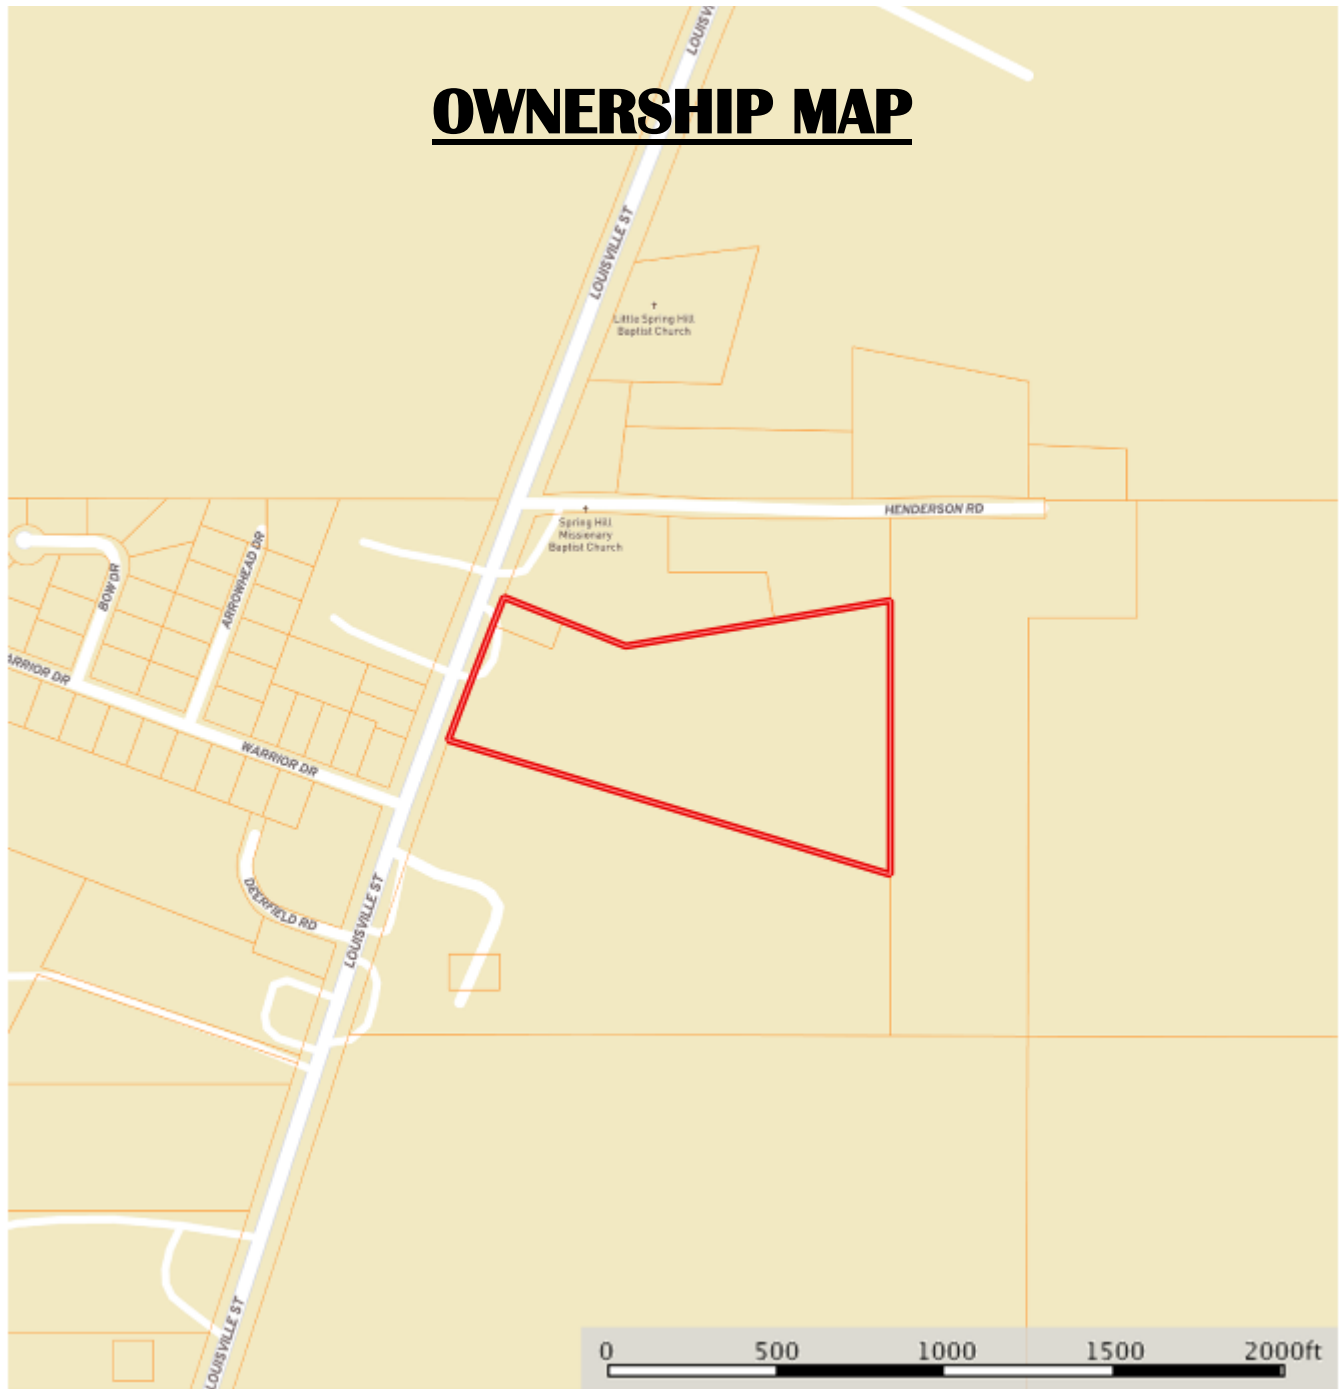 LOUISV
OWNERSHIP MAP
LOUISVILLE ST
Little Spring Hill
Baptist Church
HENDERSON RD
Spring Hill
Missionary
Baptist Church
ARROWHEAD DR
BOW DR
ARRIOR DR
WARRIOR DR
DEERFIELD RD
LOUISVILLE ST
LOUISVILLE ST
0 500 1000 1500 2000ft